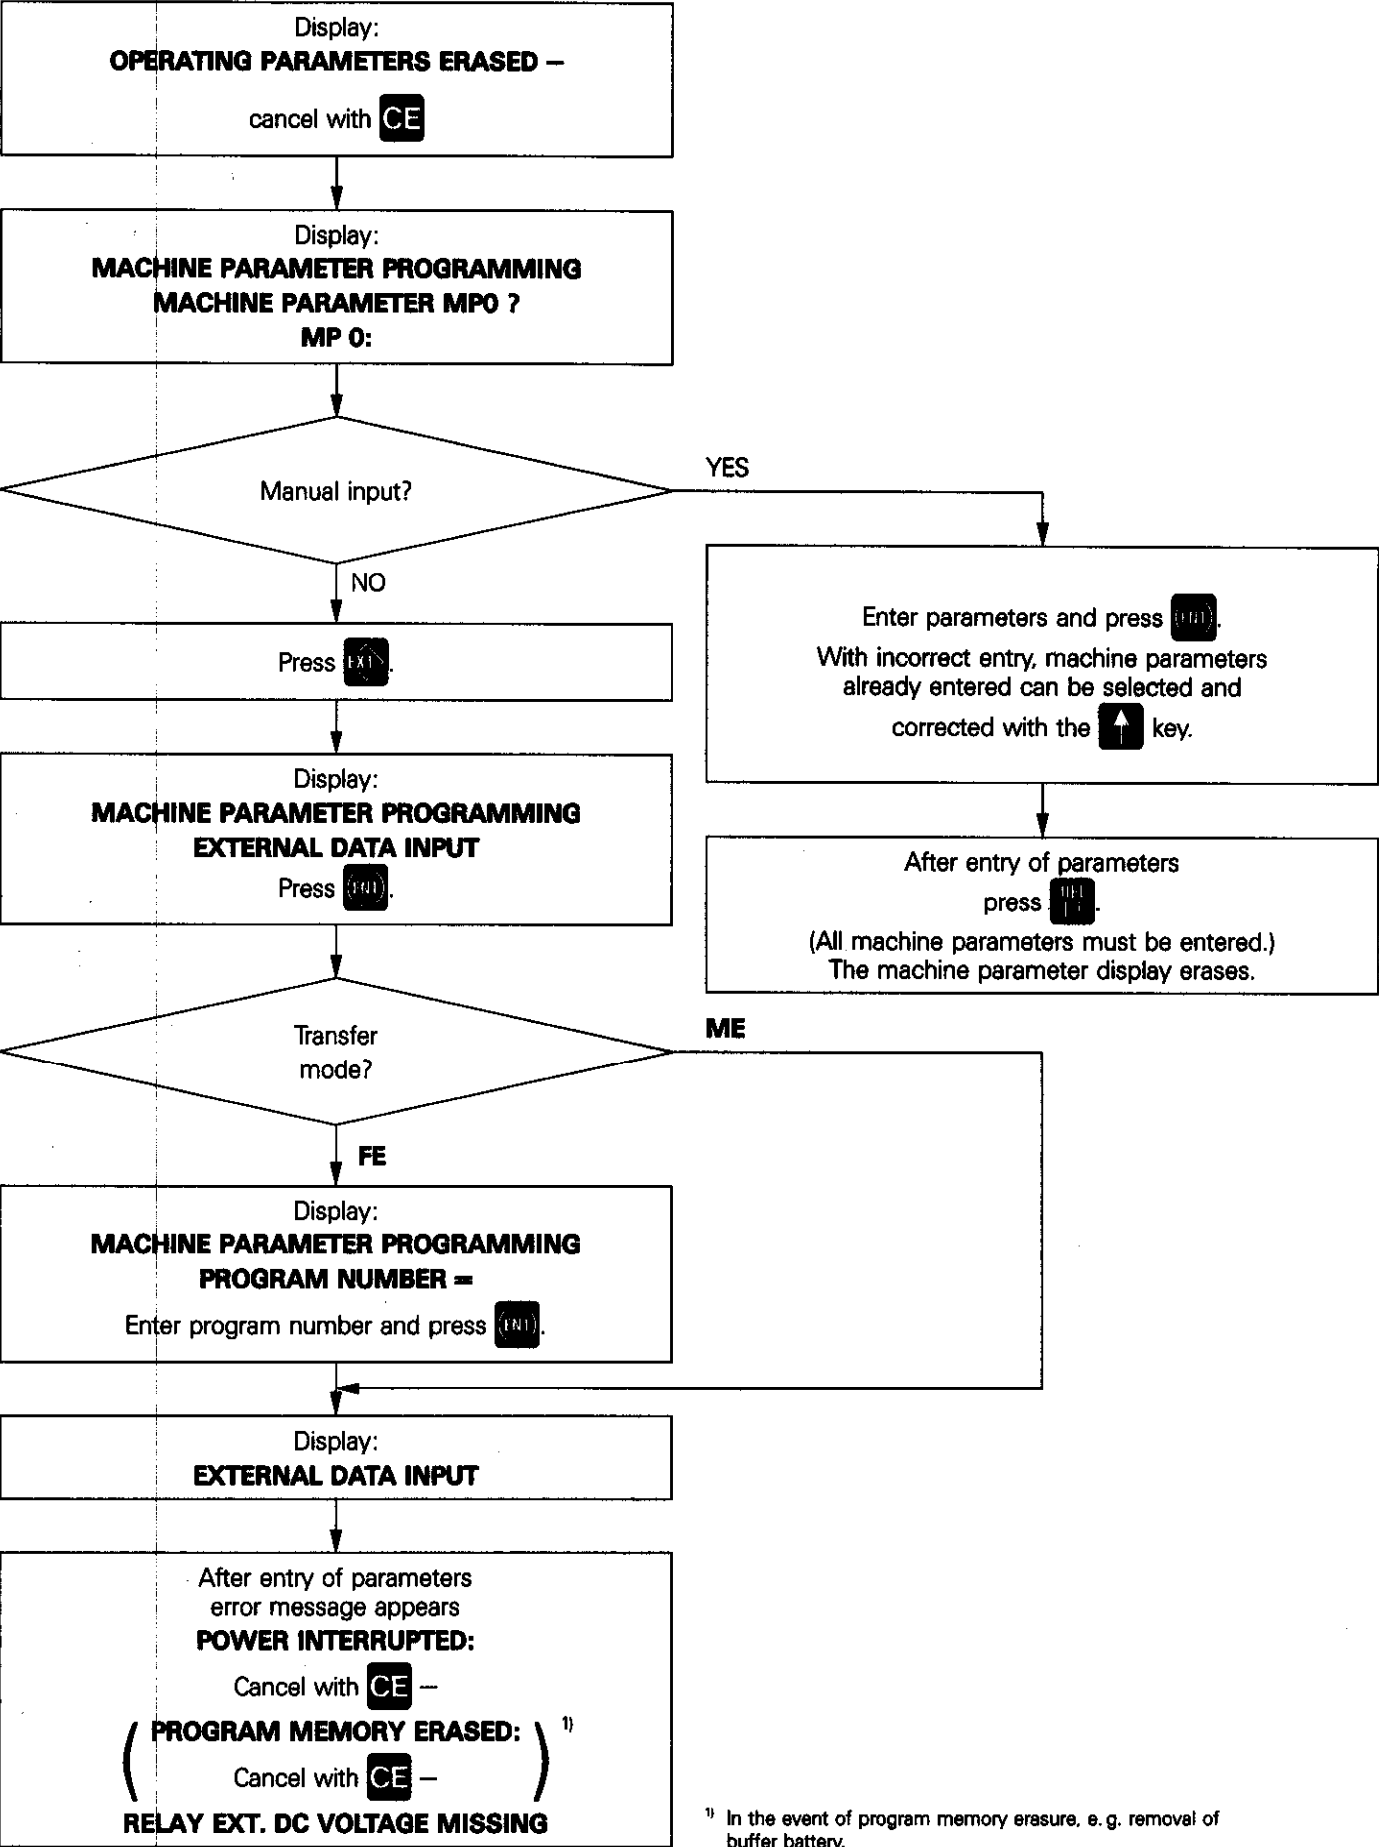 Display:
OPERATING PARAMETERS ERASED –
cancel with CE
Display:
MACHINE PARAMETER PROGRAMMING
MACHINE PARAMETER MP0 ?
MP 0:
Manual input?
YES
NO
Press EXT.
Enter parameters and press ENT.
With incorrect entry, machine parameters
already entered can be selected and
corrected with the key.
Display:
MACHINE PARAMETER PROGRAMMING
EXTERNAL DATA INPUT
Press ENT.
After entry of parameters
press .
(All machine parameters must be entered.)
The machine parameter display erases.
Transfer
mode?
ME
FE
Display:
MACHINE PARAMETER PROGRAMMING
PROGRAM NUMBER =
Enter program number and press ENT.
Display:
EXTERNAL DATA INPUT
After entry of parameters
error message appears
POWER INTERRUPTED:
Cancel with CE –
( PROGRAM MEMORY ERASED: ) 1)
Cancel with CE –
RELAY EXT. DC VOLTAGE MISSING
1) In the event of program memory erasure, e.g. removal of
buffer battery.